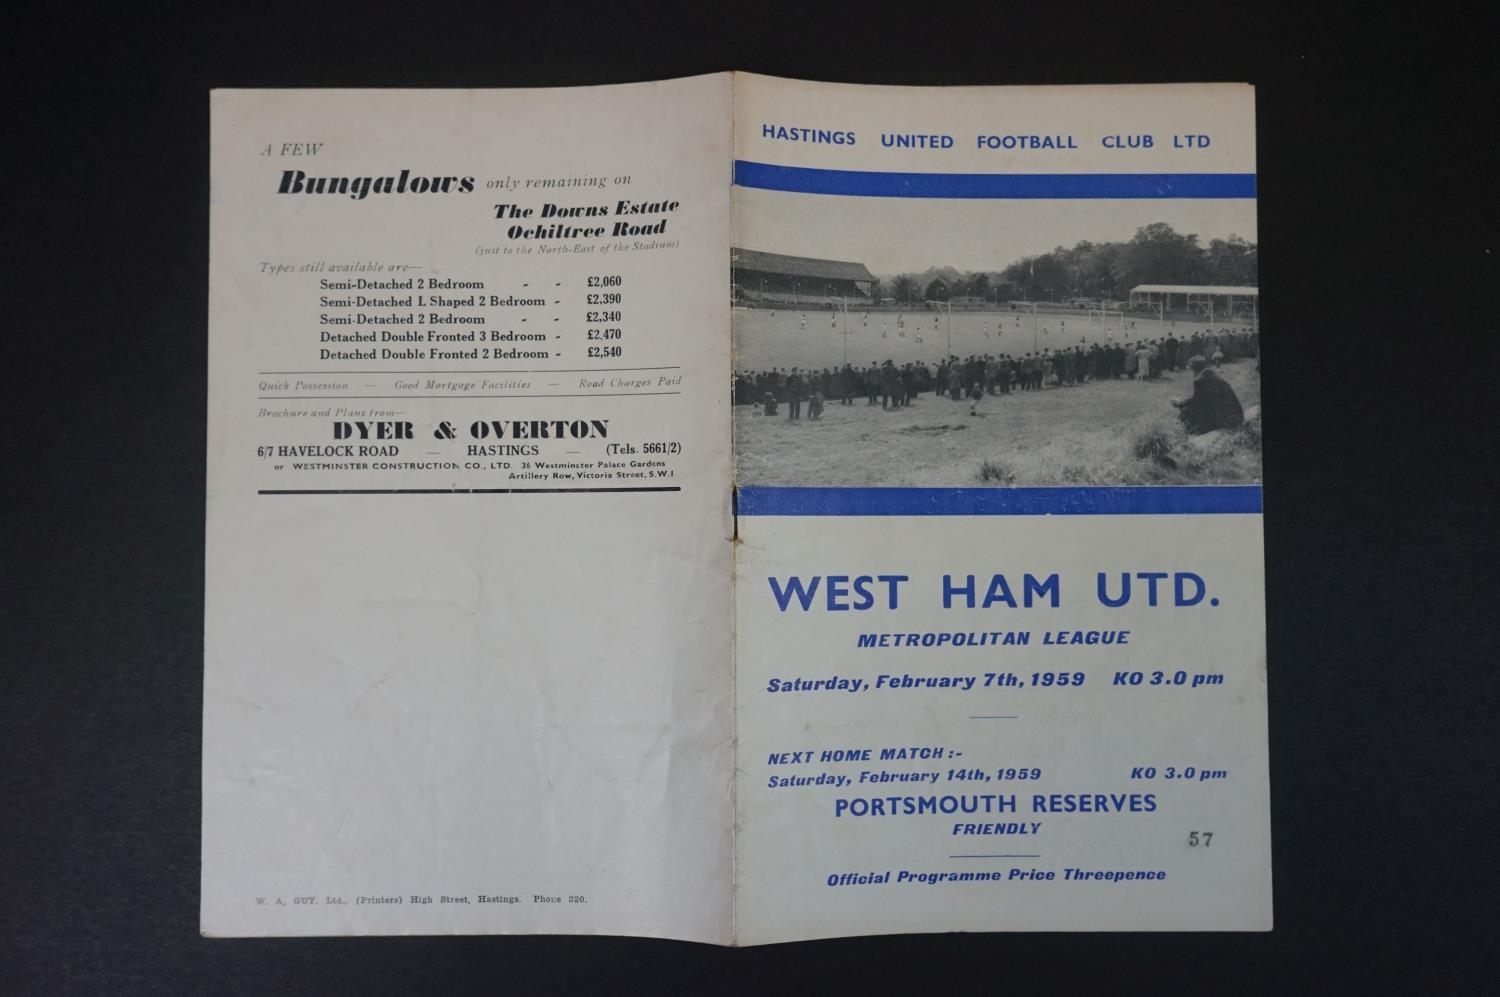 A FEW
Bungalows only remaining on
The Downs Estate
Ochiltree Road
(just to the North-East of the Stadium)
Types still available are—
Semi-Detached 2 Bedroom - - £2,060
Semi-Detached L Shaped 2 Bedroom - £2,390
Semi-Detached 2 Bedroom - - £2,340
Detached Double Fronted 3 Bedroom - £2,470
Detached Double Fronted 2 Bedroom - £2,540
Quick Possession — Good Mortgage Facilities — Road Charges Paid
Brochure and Plans from—
DYER & OVERTON
6/7 HAVELOCK ROAD — HASTINGS — (Tels. 5661/2)
or WESTMINSTER CONSTRUCTION CO., LTD. 36 Westminster Palace Gardens
Artillery Row, Victoria Street, S.W.1
W. A. GUY. Ltd., (Printers) High Street, Hastings. Phone 320.
HASTINGS UNITED FOOTBALL CLUB LTD
WEST HAM UTD.
METROPOLITAN LEAGUE
Saturday, February 7th, 1959 KO 3.0 pm
NEXT HOME MATCH :-
Saturday, February 14th, 1959 KO 3.0 pm
PORTSMOUTH RESERVES
FRIENDLY
57
Official Programme Price Threepence